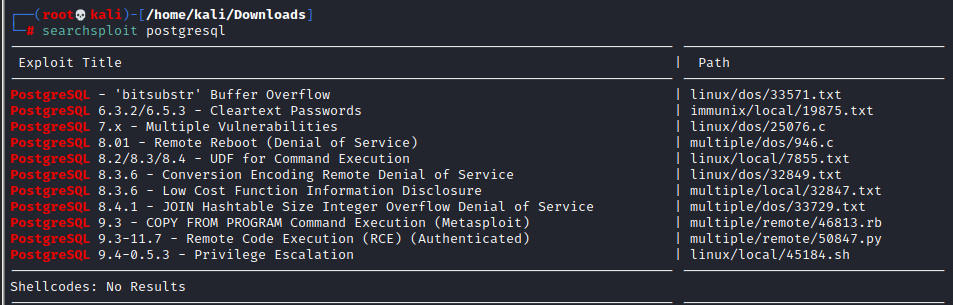 (root💀kali)-[/home/kali/Downloads]
# searchsploit postgresql
Exploit Title | Path
PostgreSQL - 'bitsubstr' Buffer Overflow | linux/dos/33571.txt
PostgreSQL 6.3.2/6.5.3 - Cleartext Passwords | immunix/local/19875.txt
PostgreSQL 7.x - Multiple Vulnerabilities | linux/dos/25076.c
PostgreSQL 8.01 - Remote Reboot (Denial of Service) | multiple/dos/946.c
PostgreSQL 8.2/8.3/8.4 - UDF for Command Execution | linux/local/7855.txt
PostgreSQL 8.3.6 - Conversion Encoding Remote Denial of Service | linux/dos/32849.txt
PostgreSQL 8.3.6 - Low Cost Function Information Disclosure | multiple/local/32847.txt
PostgreSQL 8.4.1 - JOIN Hashtable Size Integer Overflow Denial of Service | multiple/dos/33729.txt
PostgreSQL 9.3 - COPY FROM PROGRAM Command Execution (Metasploit) | multiple/remote/46813.rb
PostgreSQL 9.3-11.7 - Remote Code Execution (RCE) (Authenticated) | multiple/remote/50847.py
PostgreSQL 9.4-0.5.3 - Privilege Escalation | linux/local/45184.sh
Shellcodes: No Results